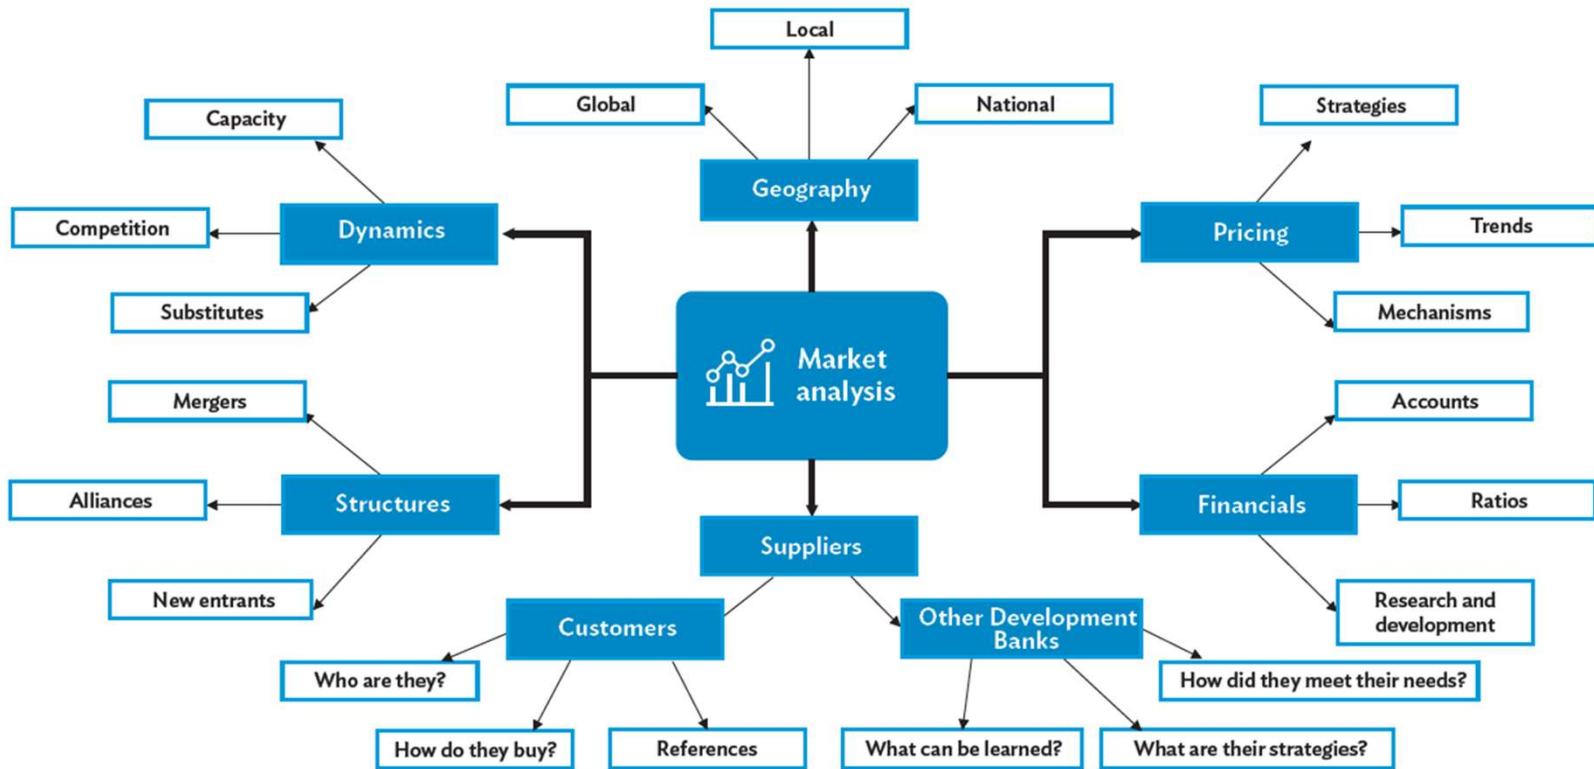 Local
Global
National
Strategies
Capacity
Geography
Competition
Dynamics
Pricing
Trends
Substitutes
Mechanisms
Market
analysis
Mergers
Accounts
Alliances
Structures
Financials
Ratios
Suppliers
New entrants
Research and
development
Customers
Other Development
Banks
Who are they?
How did they meet their needs?
How do they buy?
References
What can be learned?
What are their strategies?